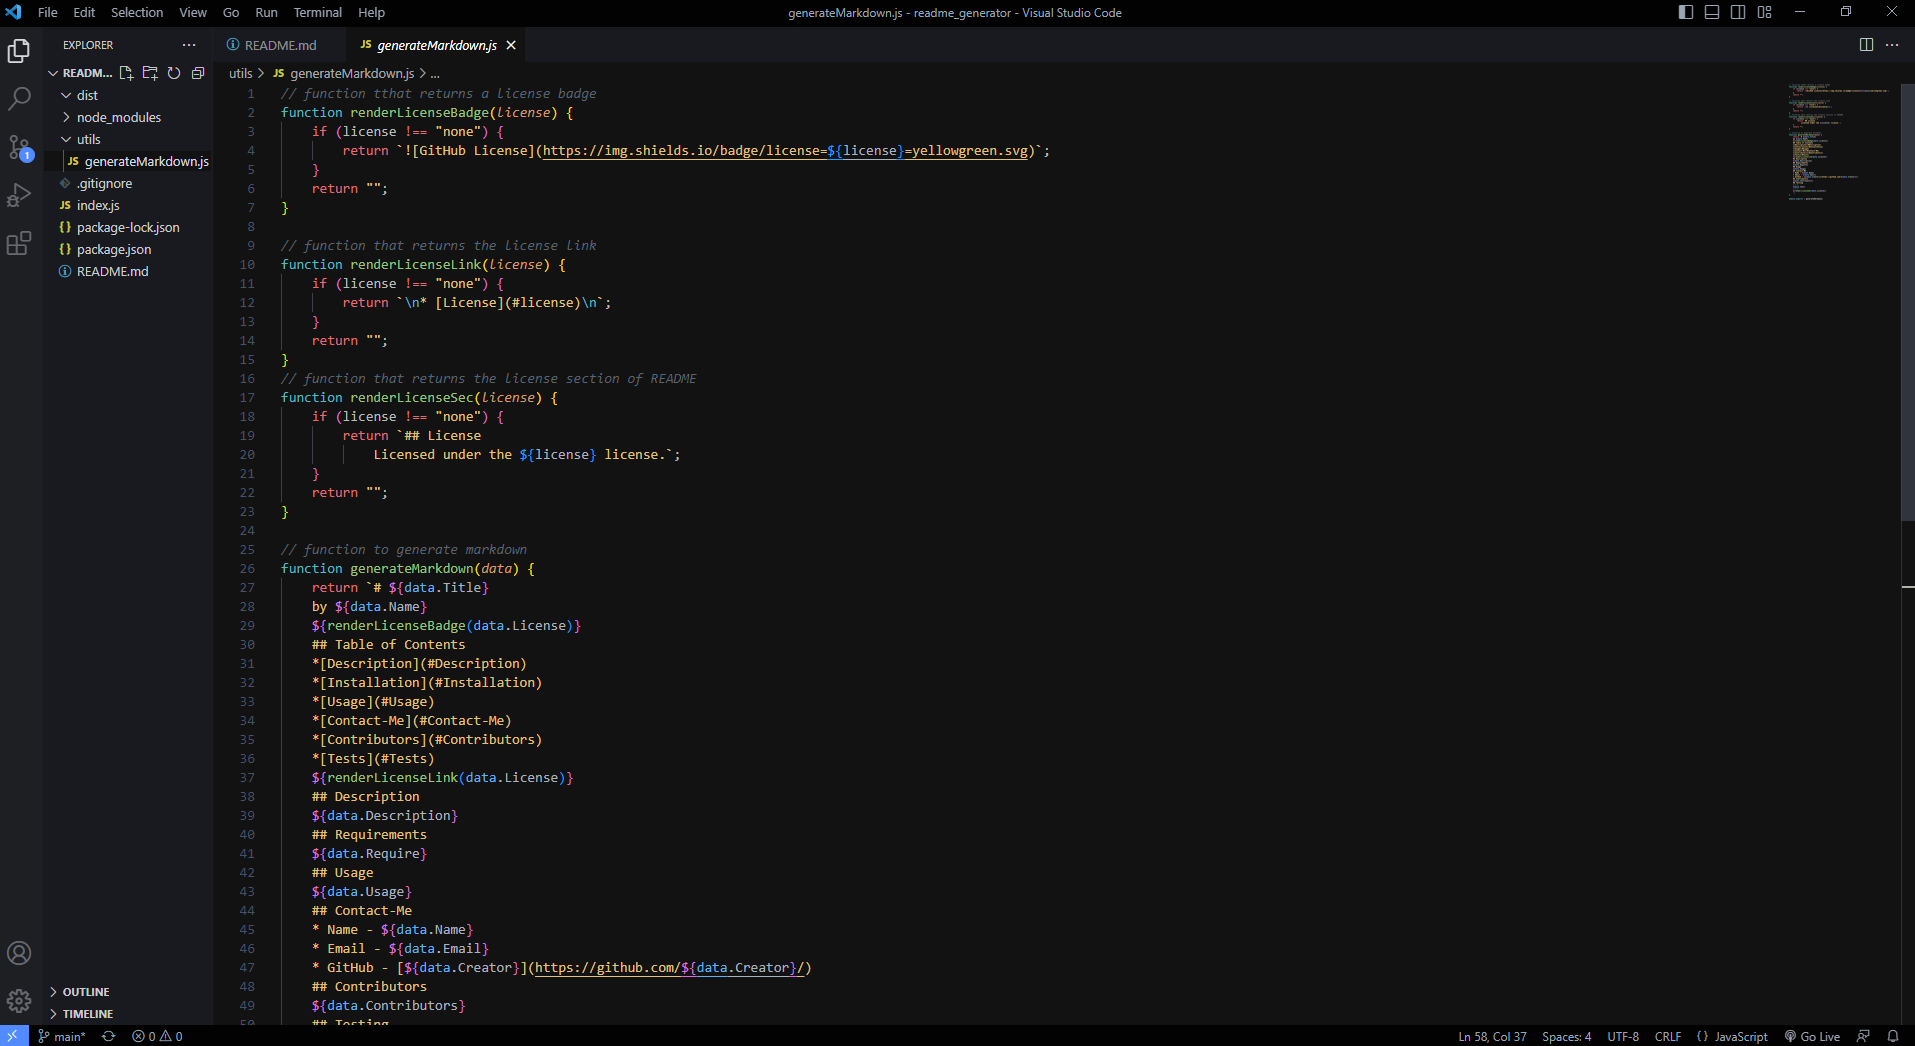 File Edit Selection View Go Run Terminal Help
generateMarkdown.js - readme_generator - Visual Studio Code
EXPLORER
READM...
dist
node_modules
utils
JS generateMarkdown.js
.gitignore
JS index.js
{} package-lock.json
{} package.json
README.md
OUTLINE
TIMELINE
1
README.md
JS generateMarkdown.js
utils > JS generateMarkdown.js > ...
1 // function tthat returns a license badge
2 function renderLicenseBadge(license) {
3 if (license !== "none") {
4 return `![GitHub License](https://img.shields.io/badge/license=${license}=yellowgreen.svg)`;
5 }
6 return "";
7 }
8
9 // function that returns the license link
10 function renderLicenseLink(license) {
11 if (license !== "none") {
12 return `\n* [License](#license)\n`;
13 }
14 return "";
15 }
16 // function that returns the license section of README
17 function renderLicenseSec(license) {
18 if (license !== "none") {
19 return `## License
20 Licensed under the ${license} license.`;
21 }
22 return "";
23 }
24
25 // function to generate markdown
26 function generateMarkdown(data) {
27 return `# ${data.Title}
28 by ${data.Name}
29 ${renderLicenseBadge(data.License)}
30 ## Table of Contents
31 *[Description](#Description)
32 *[Installation](#Installation)
33 *[Usage](#Usage)
34 *[Contact-Me](#Contact-Me)
35 *[Contributors](#Contributors)
36 *[Tests](#Tests)
37 ${renderLicenseLink(data.License)}
38 ## Description
39 ${data.Description}
40 ## Requirements
41 ${data.Require}
42 ## Usage
43 ${data.Usage}
44 ## Contact-Me
45 * Name - ${data.Name}
46 * Email - ${data.Email}
47 * GitHub - [${data.Creator}](https://github.com/${data.Creator}/)
48 ## Contributors
49 ${data.Contributors}
50 ## Testing
main* 0 0
Ln 58, Col 37 Spaces: 4 UTF-8 CRLF {} JavaScript Go Live